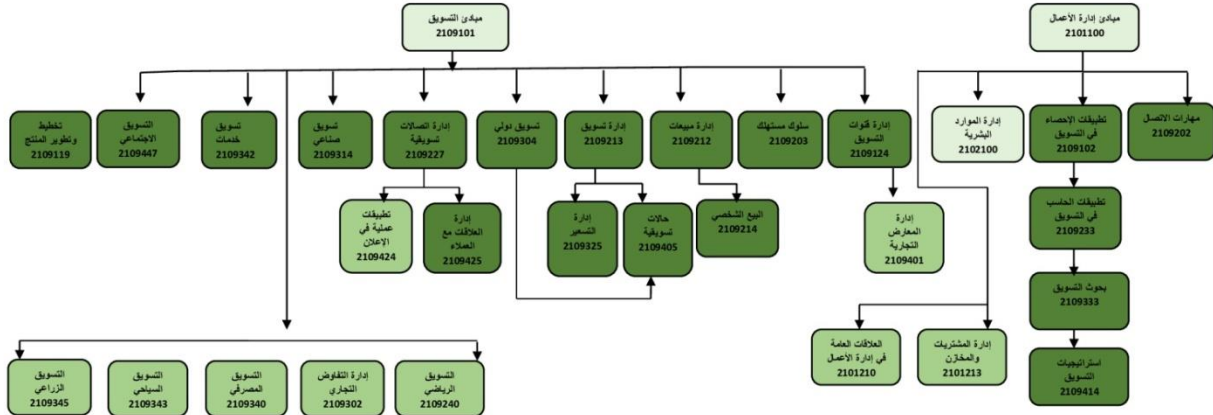 مبادئ إدارة الأعمال
2101100
مبادئ التسويق
2109101
مهارات الاتصال
2109202
تطبيقات الإحصاء
في التسويق
2109102
إدارة الموارد
البشرية
2102100
إدارة قنوات
التسويق
2109124
سلوك مستهلك
2109203
إدارة مبيعات
2109212
إدارة تسويق
2109213
تسويق دولي
2109304
إدارة اتصالات
تسويقية
2109227
تسويق
صناعي
2109314
تسويق
خدمات
2109342
التسويق
الاجتماعي
2109447
تخطيط
وتطوير المنتج
2109119
تطبيقات الحاسب
في التسويق
2109233
إدارة
المعارض
التجارية
2109401
البيع الشخصي
2109214
حالات
تسويقية
2109405
إدارة
التسعير
2109325
إدارة
العلاقات مع
العملاء
2109425
تطبيقات
عملية في
الإعلان
2109424
بحوث التسويق
2109333
استراتيجيات
التسويق
2109414
إدارة المشتريات
والمخازن
2101213
العلاقات العامة
في إدارة الأعمال
2101210
التسويق
الرياضي
2109240
إدارة التفاوض
التجاري
2109302
التسويق
المصرفي
2109340
التسويق
السياحي
2109343
التسويق
الزراعي
2109345